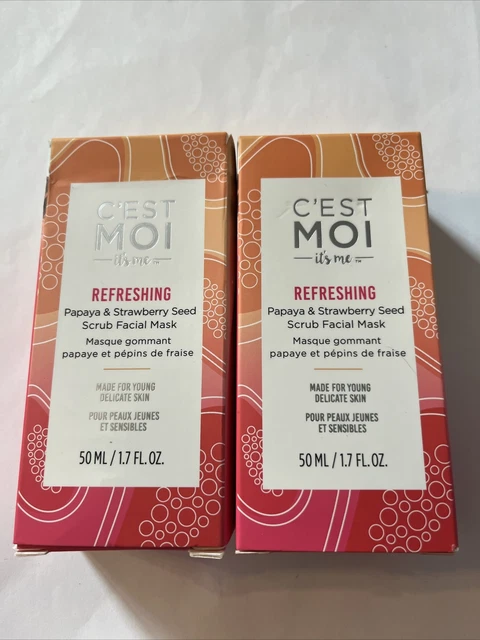 C'EST
MOI
it's me™
REFRESHING
Papaya & Strawberry Seed
Scrub Facial Mask
Masque gommant
papaye et pépins de fraise
MADE FOR YOUNG
DELICATE SKIN
POUR PEAUX JEUNES
ET SENSIBLES
50 ML / 1.7 FL. OZ.
C'EST
MOI
it's me™
REFRESHING
Papaya & Strawberry Seed
Scrub Facial Mask
Masque gommant
papaye et pépins de fraise
MADE FOR YOUNG
DELICATE SKIN
POUR PEAUX JEUNES
ET SENSIBLES
50 ML / 1.7 FL. OZ.